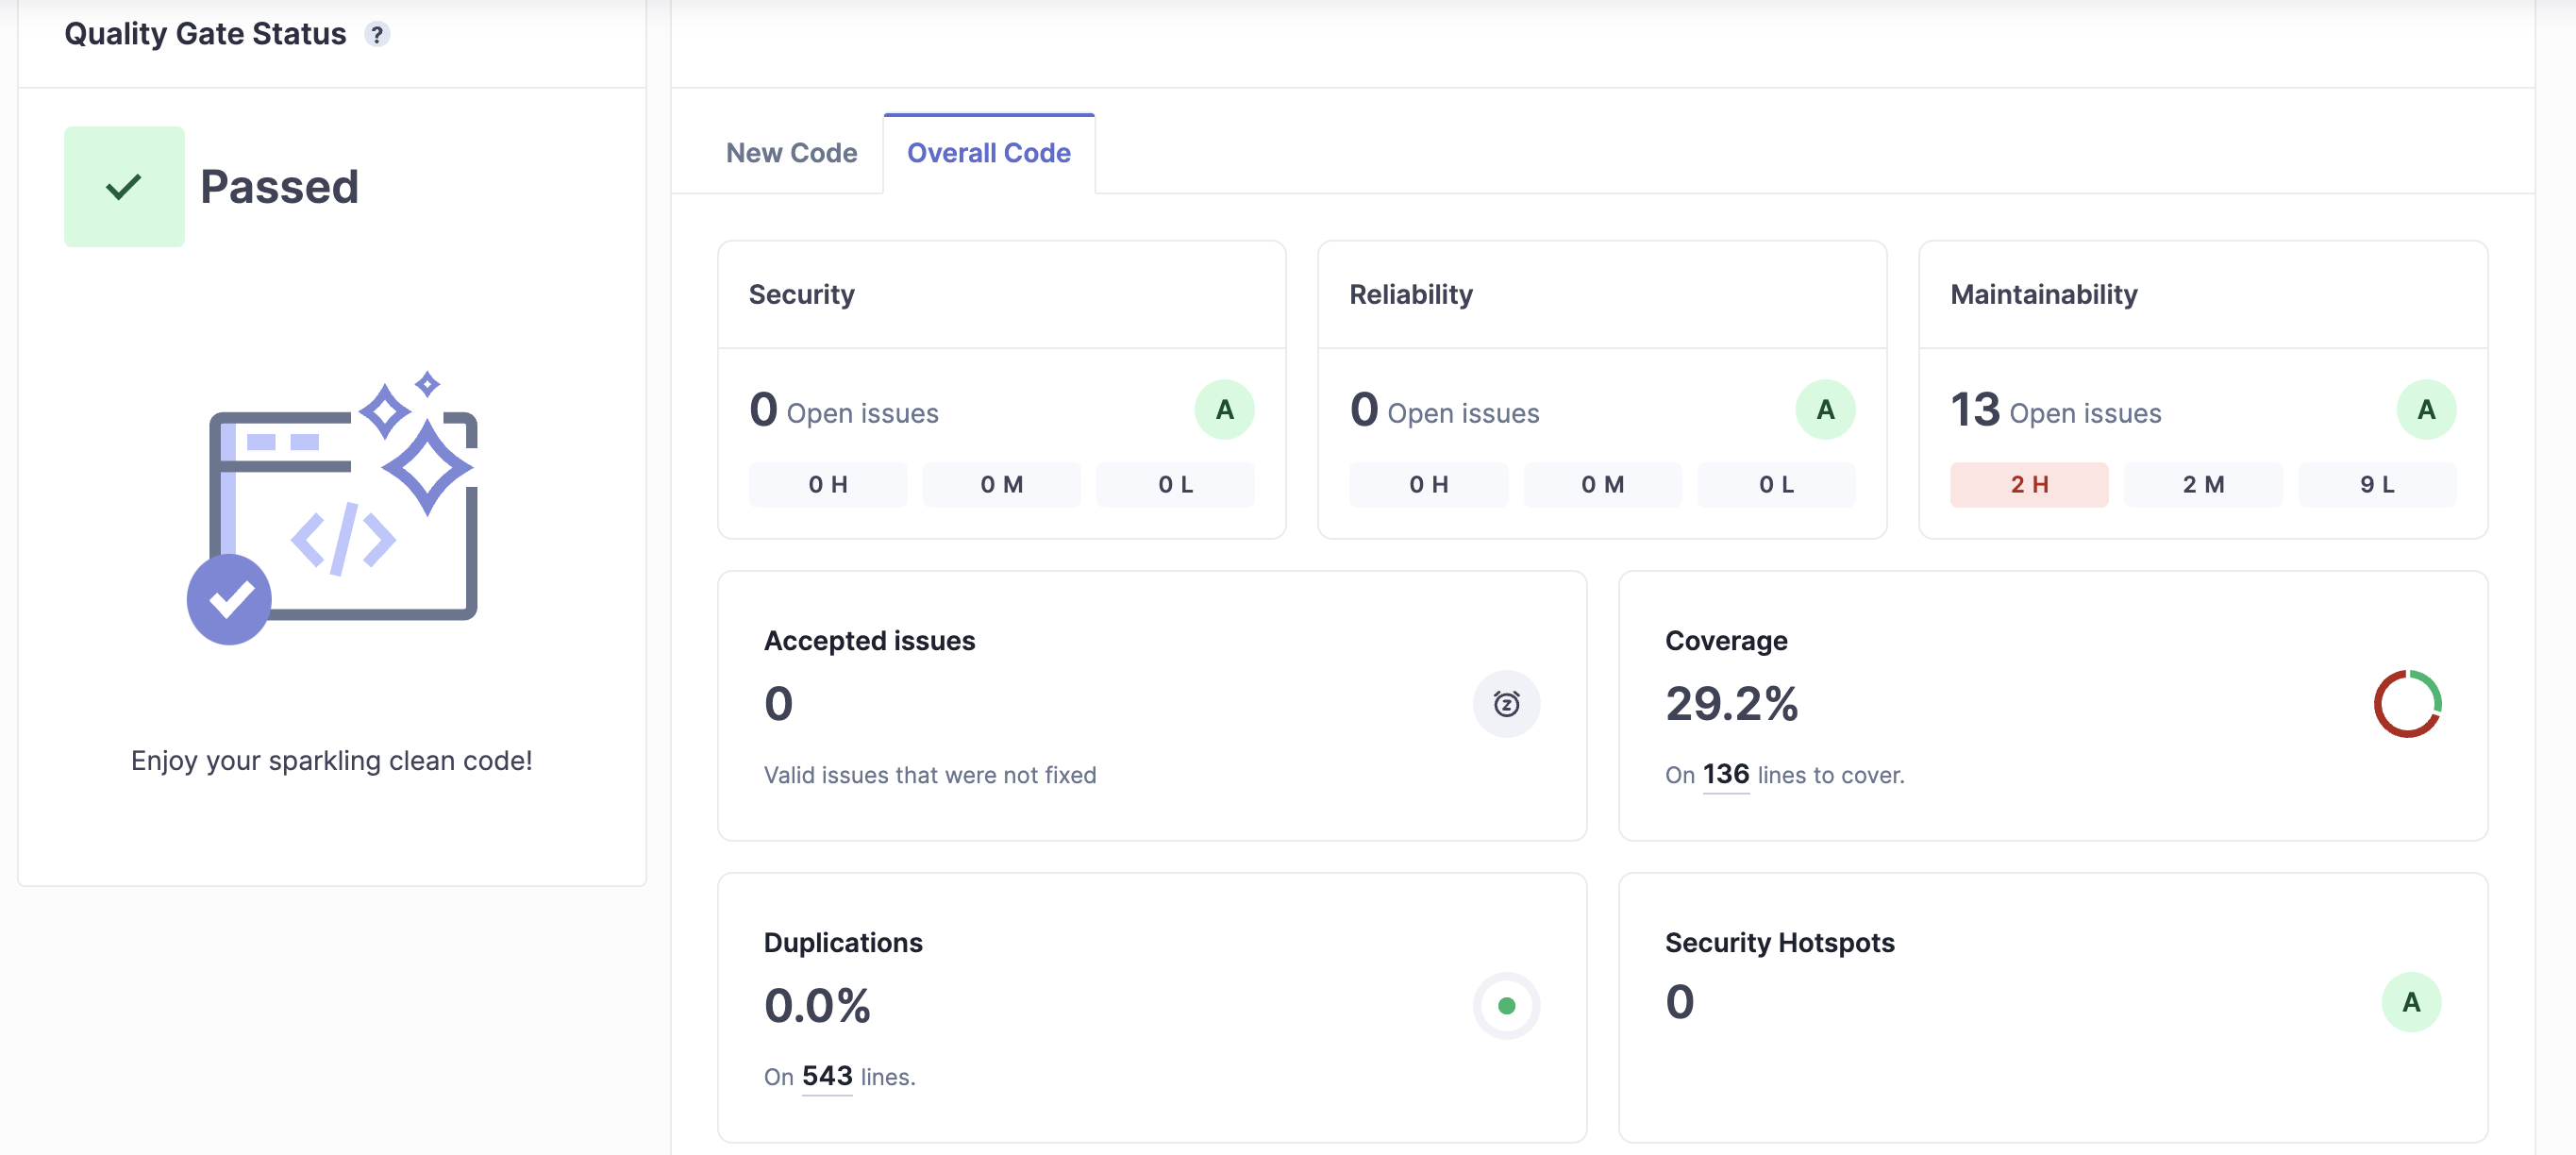 Quality Gate Status ?
Passed
Enjoy your sparkling clean code!
New Code
Overall Code
Security
0 Open issues
A
0 H
0 M
0 L
Reliability
0 Open issues
A
0 H
0 M
0 L
Maintainability
13 Open issues
A
2 H
2 M
9 L
Accepted issues
0
Valid issues that were not fixed
Coverage
29.2%
On 136 lines to cover.
Duplications
0.0%
On 543 lines.
Security Hotspots
0
A